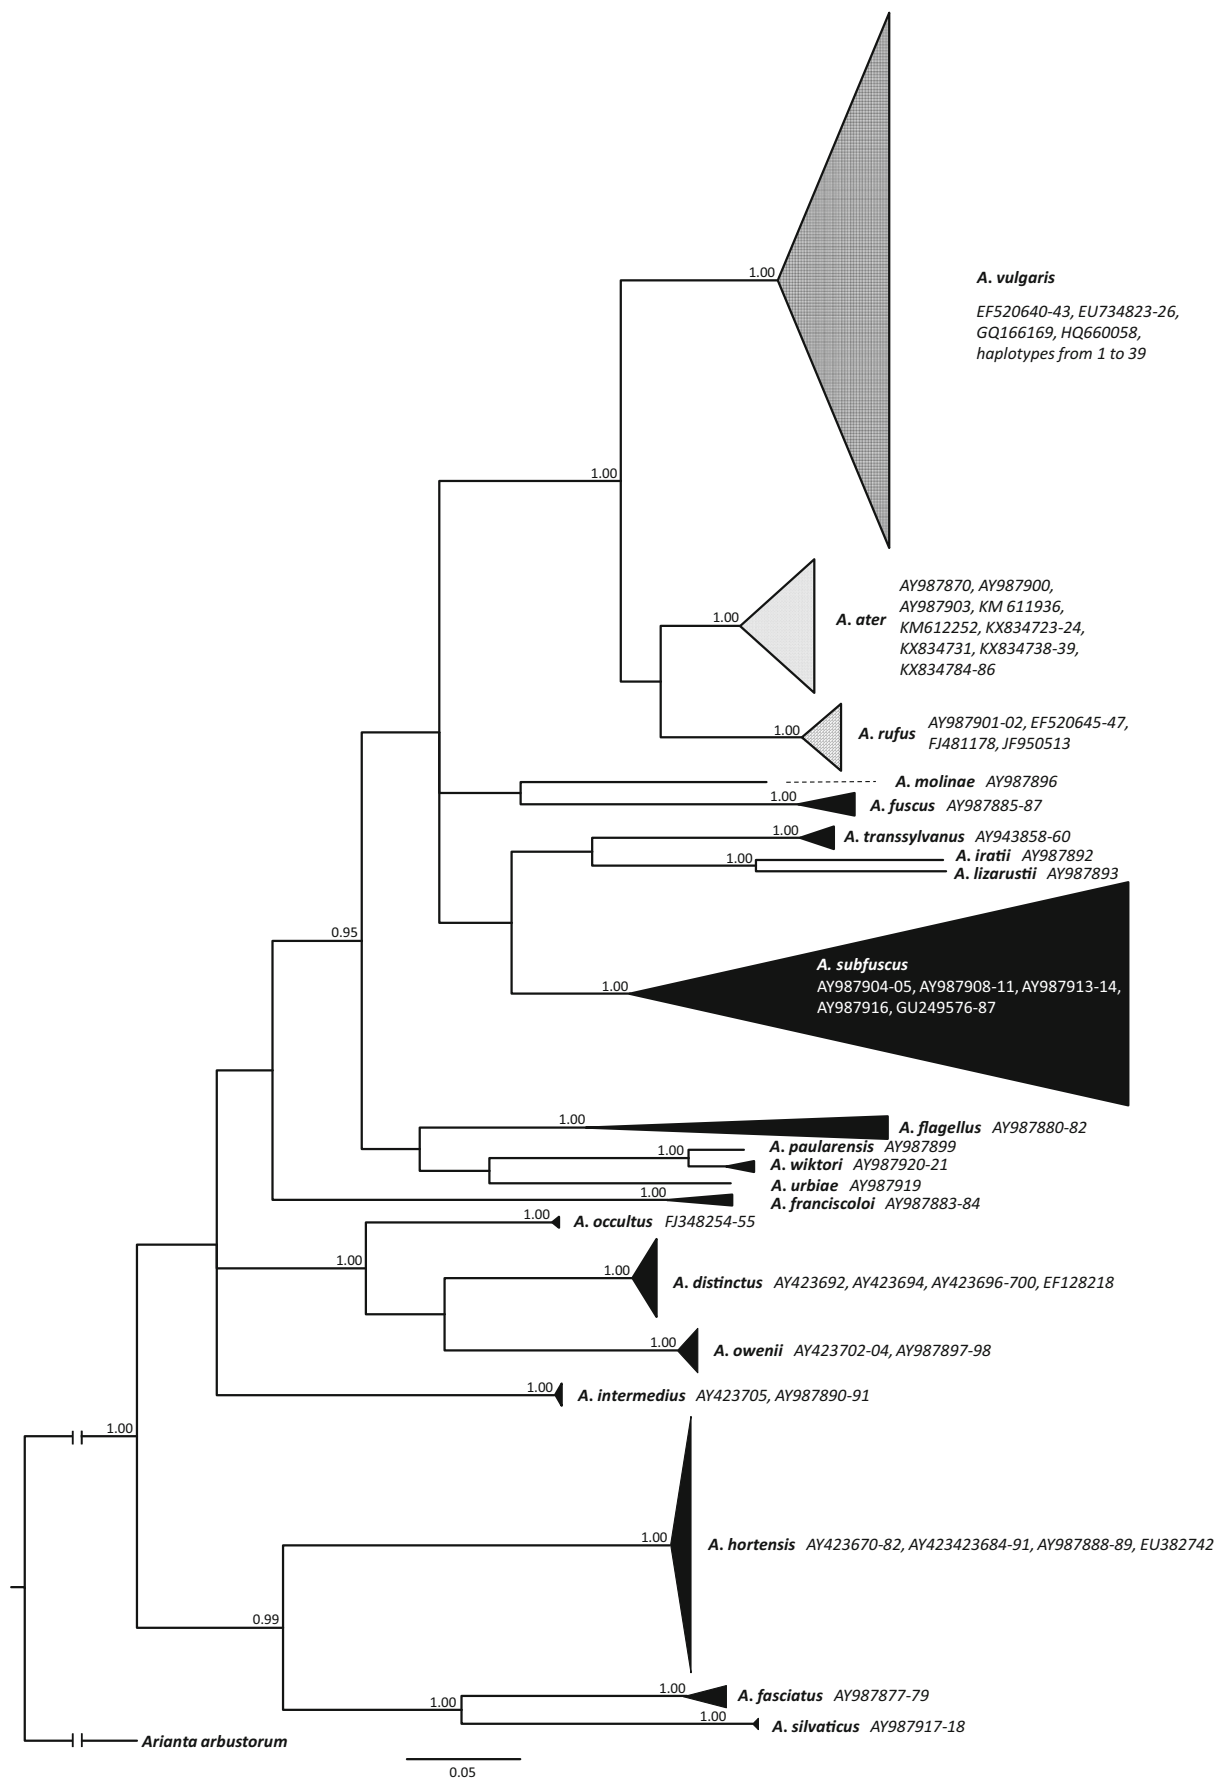 1.00
A. vulgaris
EF520640-43, EU734823-26,
GQ166169, HQ660058,
haplotypes from 1 to 39
1.00
1.00
A. ater
AY987870, AY987900,
AY987903, KM 611936,
KM612252, KX834723-24,
KX834731, KX834738-39,
KX834784-86
1.00
A. rufus
AY987901-02, EF520645-47,
FJ481178, JF950513
A. molinae AY987896
1.00
A. fuscus AY987885-87
1.00
A. transsylvanus AY943858-60
1.00
A. iratii AY987892
A. lizarustii AY987893
0.95
1.00
A. subfuscus
AY987904-05, AY987908-11, AY987913-14,
AY987916, GU249576-87
1.00
A. flagellus AY987880-82
1.00
A. paularensis AY987899
A. wiktori AY987920-21
A. urbiae AY987919
1.00
A. franciscoloi AY987883-84
1.00
A. occultus FJ348254-55
1.00
1.00
A. distinctus AY423692, AY423694, AY423696-700, EF128218
1.00
A. owenii AY423702-04, AY987897-98
1.00
A. intermedius AY423705, AY987890-91
1.00
1.00
A. hortensis AY423670-82, AY423423684-91, AY987888-89, EU382742
0.99
1.00
A. fasciatus AY987877-79
1.00
1.00
A. silvaticus AY987917-18
Arianta arbustorum
0.05